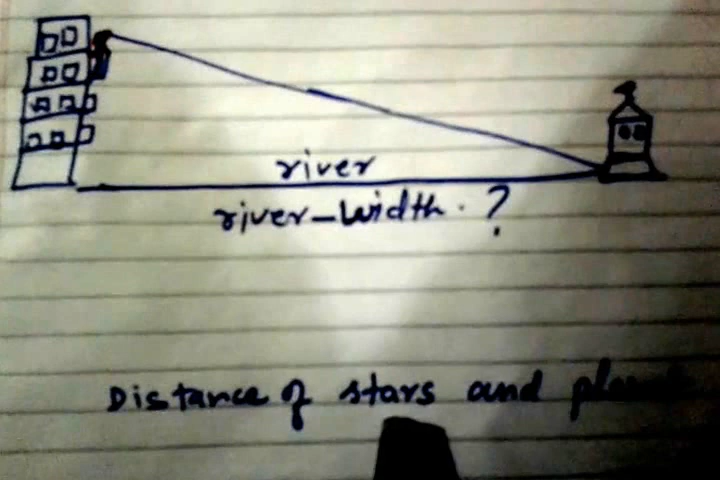 river
river-width. ?
Distance of stars and